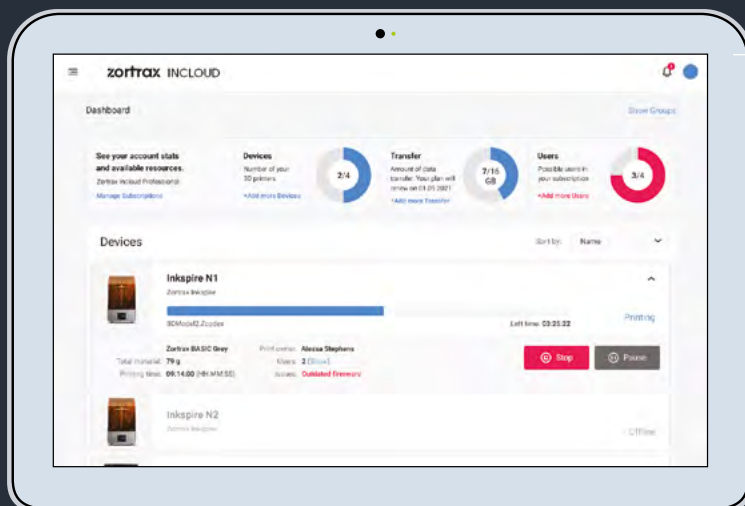 zortrax INCLOUD
Dashboard
Show Groups
See your account stats
and available resources.
Zortrax Incloud Professional
Manage Subscriptions
Devices
Number of your
3D printers
+Add more Devices
2/4
Transfer
Amount of data
transfer. Your plan will
renew on 01.05.2021
+Add more Transfer
7/16
GB
Users
Possible users in
your subscription
+Add more Users
3/4
Devices
Sort by: Name
Inkspire N1
Zortrax Inkspire
3DModel2.Zcodex
Left time: 03:25:22
Printing
Zortrax BASIC Grey
Total material: 79 g
Printing time: 09:14:00 (HH:MM:SS)
Print owner: Alessa Stephens
Users: 2 (Show)
Issues: Outdated firmware
Stop
Pause
Inkspire N2
Zortrax Inkspire
Offline